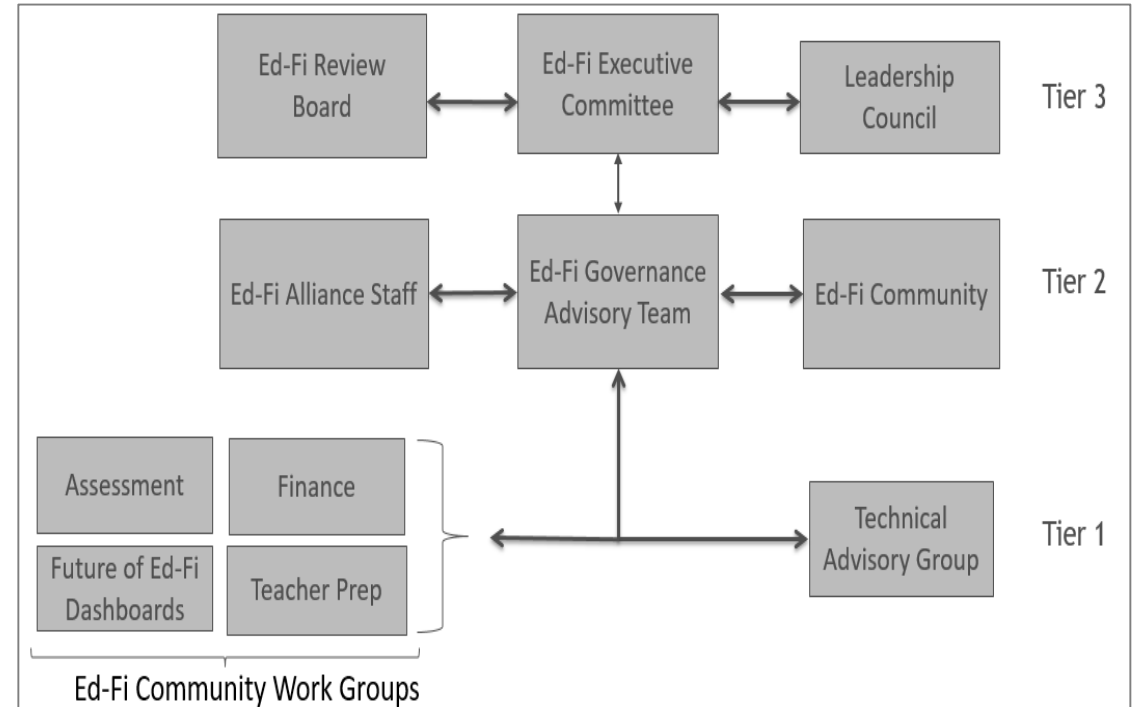 Ed-Fi Review
Board
Ed-Fi Executive
Committee
Leadership
Council
Tier 3
Ed-Fi Alliance Staff
Ed-Fi Governance
Advisory Team
Ed-Fi Community
Tier 2
Assessment
Finance
Future of Ed-Fi
Dashboards
Teacher Prep
Technical
Advisory Group
Tier 1
Ed-Fi Community Work Groups